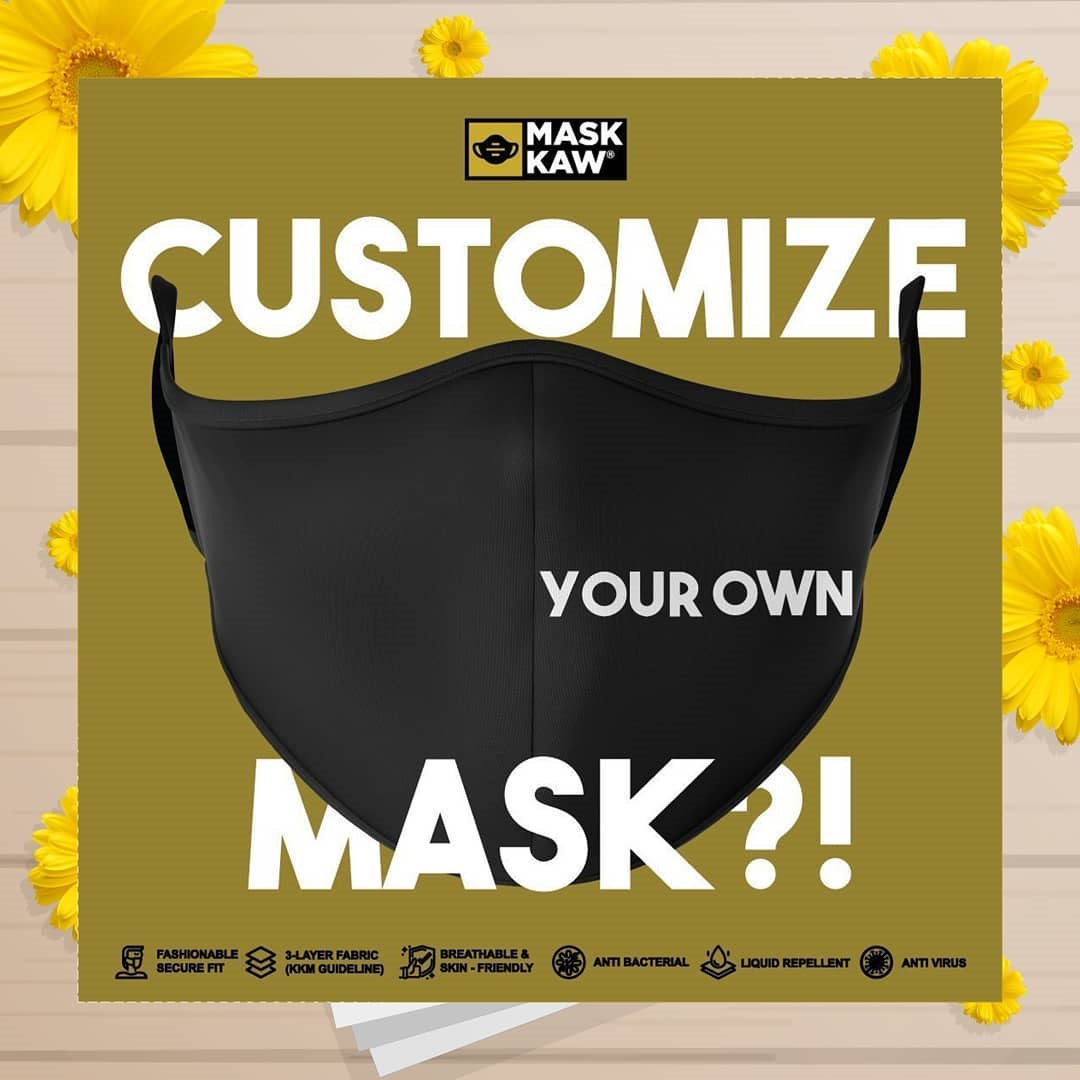 MASK
KAW®
CUSTOMIZE
YOUR OWN
MASK?!
FASHIONABLE
SECURE FIT
3-LAYER FABRIC
(KKM GUIDELINE)
BREATHABLE &
SKIN - FRIENDLY
ANTI BACTERIAL
LIQUID REPELLENT
ANTI VIRUS